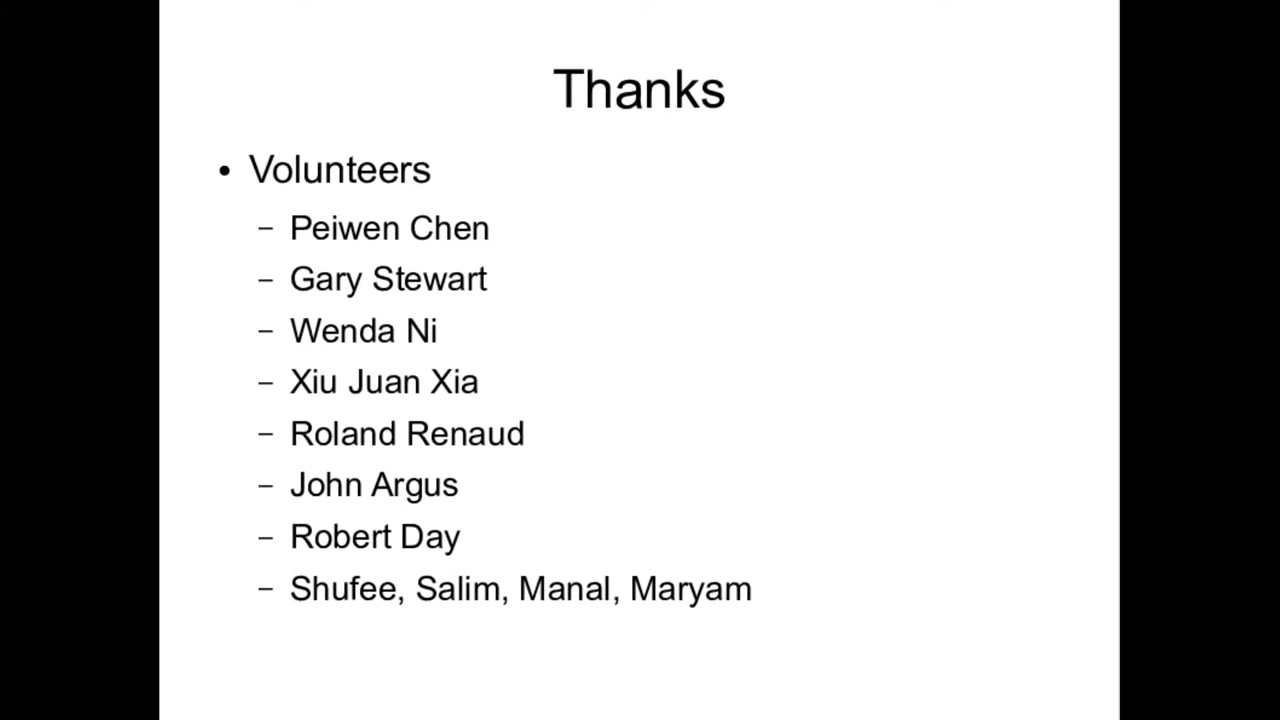 Thanks
• Volunteers
– Peiwen Chen
– Gary Stewart
– Wenda Ni
– Xiu Juan Xia
– Roland Renaud
– John Argus
– Robert Day
– Shufee, Salim, Manal, Maryam